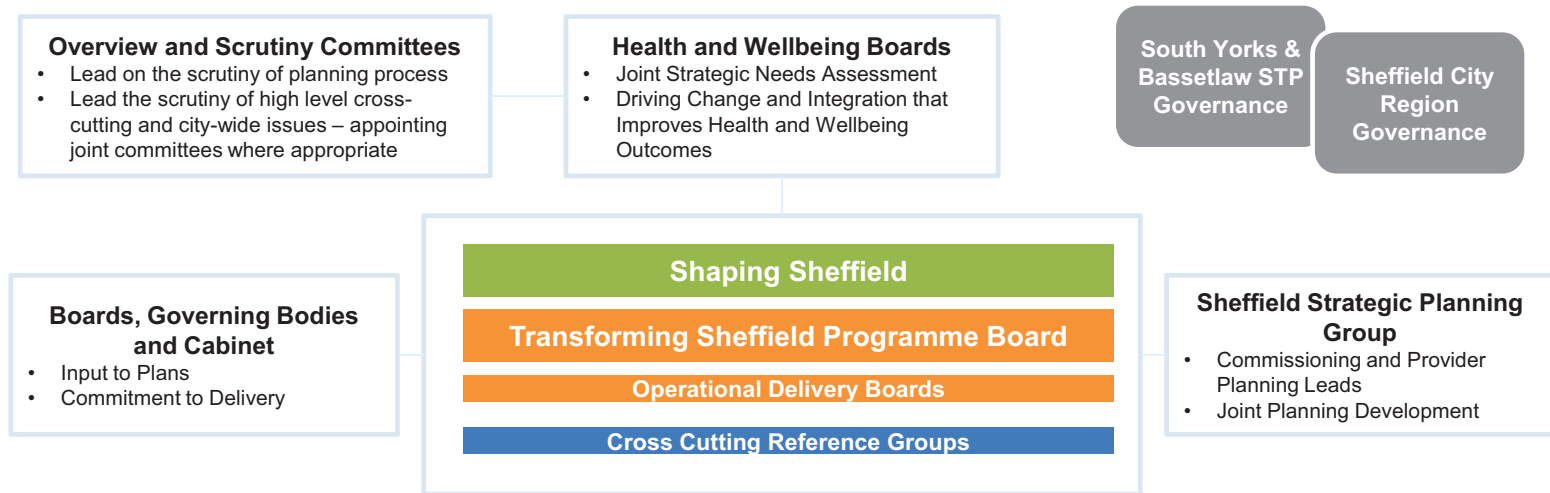 Overview and Scrutiny Committees
• Lead on the scrutiny of planning process
• Lead the scrutiny of high level cross-
cutting and city-wide issues – appointing
joint committees where appropriate
Health and Wellbeing Boards
• Joint Strategic Needs Assessment
• Driving Change and Integration that
Improves Health and Wellbeing
Outcomes
South Yorks &
Bassetlaw STP
Governance
Sheffield City
Region
Governance
Boards, Governing Bodies
and Cabinet
• Input to Plans
• Commitment to Delivery
Shaping Sheffield
Transforming Sheffield Programme Board
Operational Delivery Boards
Cross Cutting Reference Groups
Sheffield Strategic Planning
Group
• Commissioning and Provider
Planning Leads
• Joint Planning Development